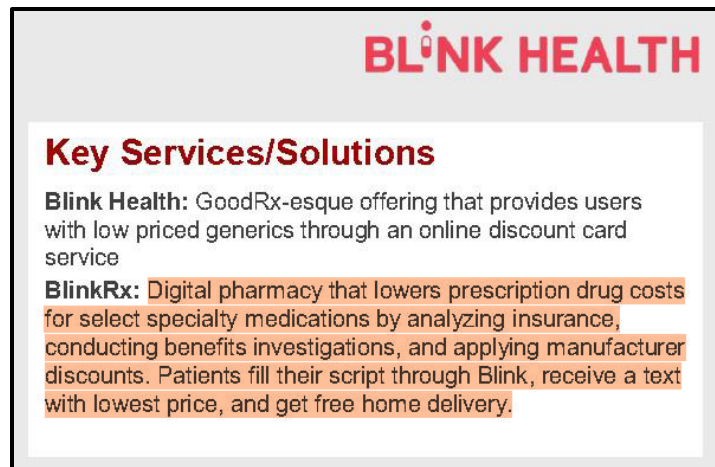 BLINK HEALTH
Key Services/Solutions
Blink Health: GoodRx-esque offering that provides users
with low priced generics through an online discount card
service
BlinkRx: Digital pharmacy that lowers prescription drug costs
for select specialty medications by analyzing insurance,
conducting benefits investigations, and applying manufacturer
discounts. Patients fill their script through Blink, receive a text
with lowest price, and get free home delivery.